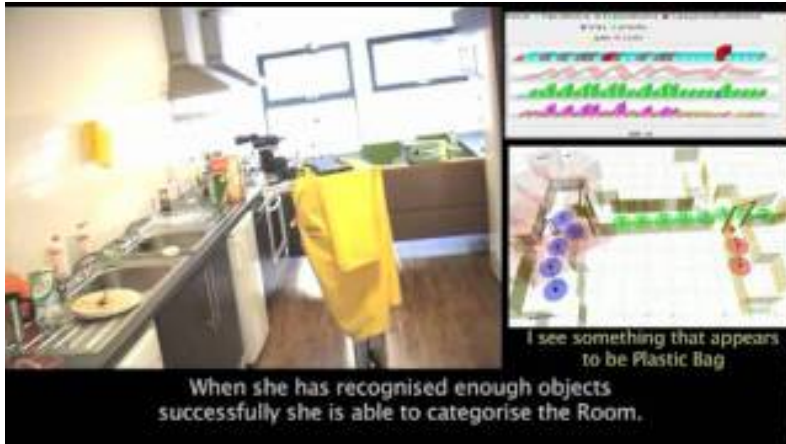 I see something that appears
to be Plastic Bag
When she has recognised enough objects
successfully she is able to categorise the Room.